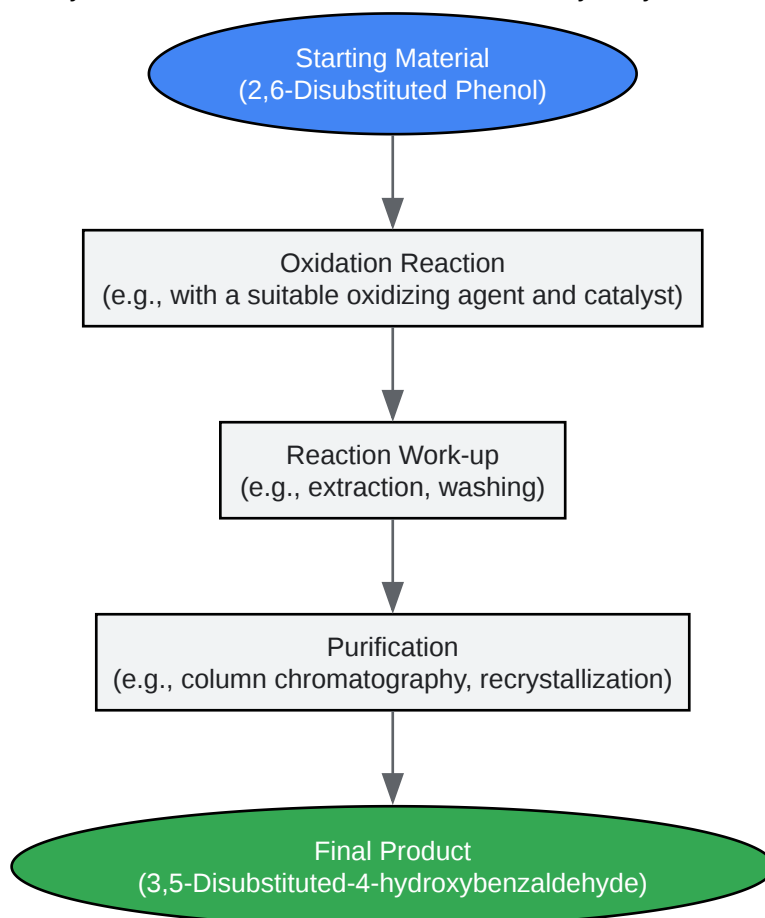 Starting Material
(2,6-Disubstituted Phenol)
Oxidation Reaction
(e.g., with a suitable oxidizing agent and catalyst)
Reaction Work-up
(e.g., extraction, washing)
Purification
(e.g., column chromatography, recrystallization)
Final Product
(3,5-Disubstituted-4-hydroxybenzaldehyde)